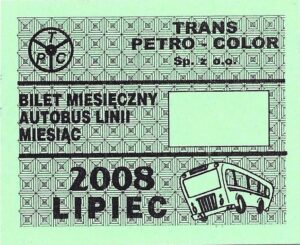 T
P C
TRANS
PETRO - COLOR
Sp. z o.o.
BILET MIESIĘCZNY
AUTOBUS LINII
MIESIĄC
2008
LIPIEC